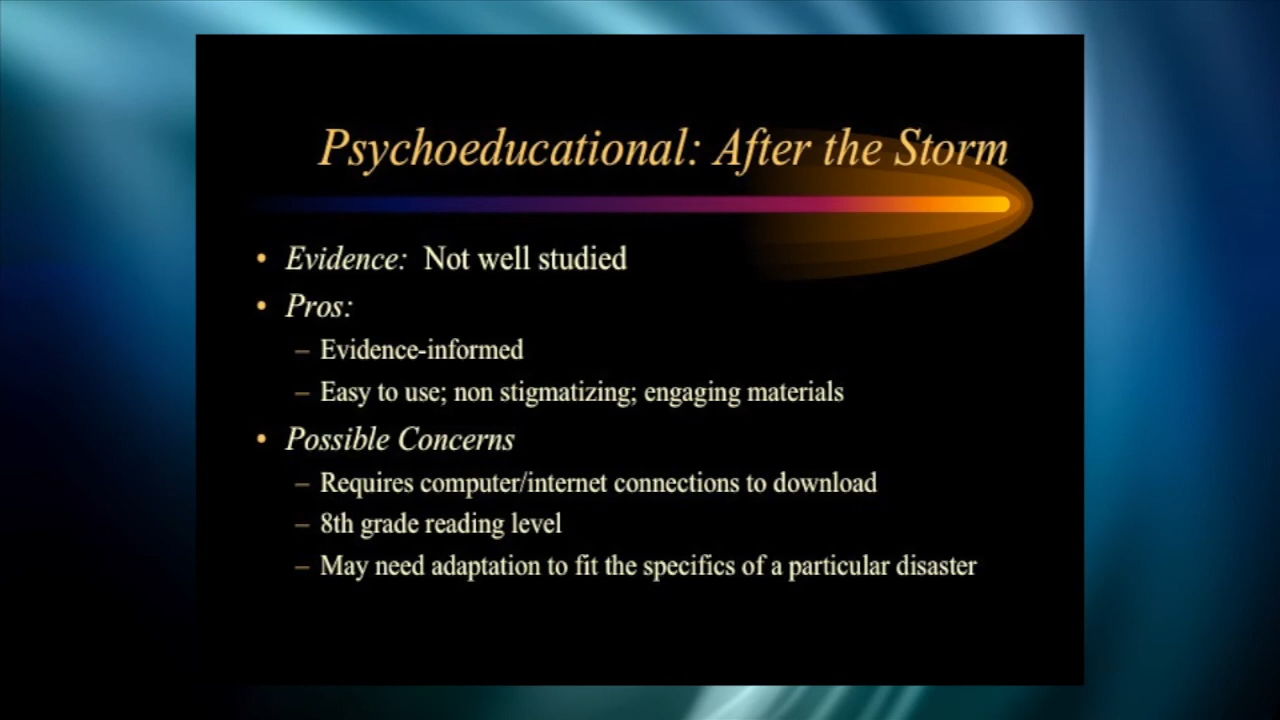 Psychoeducational: After the Storm
• Evidence: Not well studied
• Pros:
– Evidence-informed
– Easy to use; non stigmatizing; engaging materials
• Possible Concerns
– Requires computer/internet connections to download
– 8th grade reading level
– May need adaptation to fit the specifics of a particular disaster